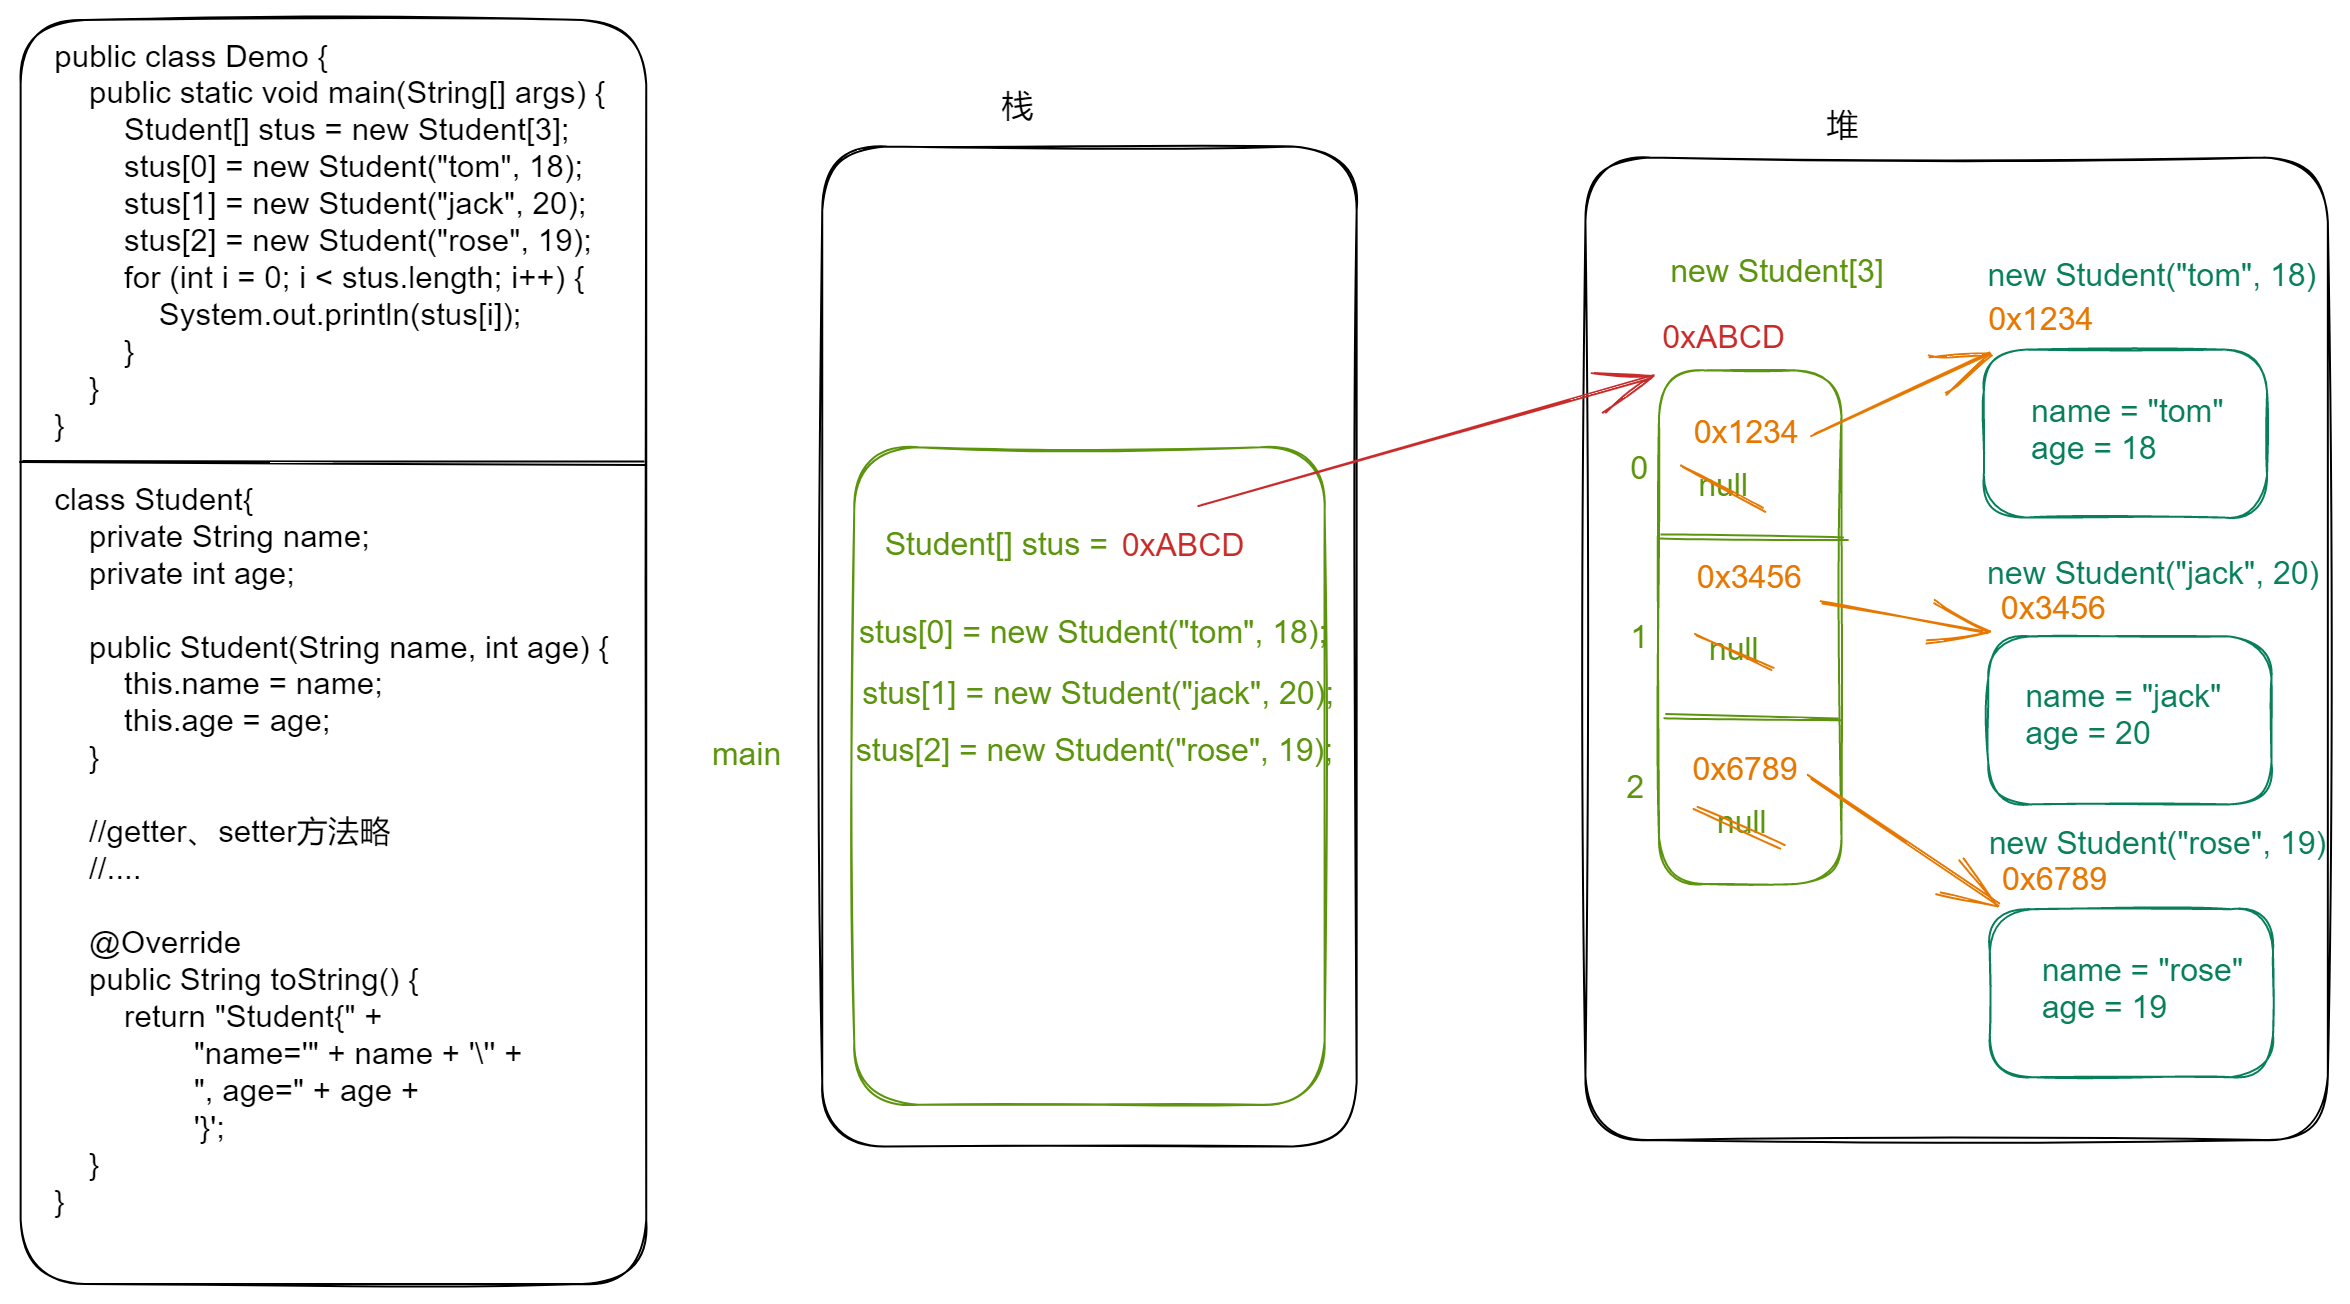 public class Demo {
    public static void main(String[] args) {
        Student[] stus = new Student[3];
        stus[0] = new Student("tom", 18);
        stus[1] = new Student("jack", 20);
        stus[2] = new Student("rose", 19);
        for (int i = 0; i < stus.length; i++) {
            System.out.println(stus[i]);
        }
    }
}
class Student{
    private String name;
    private int age;
    public Student(String name, int age) {
        this.name = name;
        this.age = age;
    }
    //getter、setter方法略
    //....
    @Override
    public String toString() {
        return "Student{" +
                "name='" + name + '\'' +
                ", age=" + age +
                '}';
    }
}
栈
main
Student[] stus = 0xABCD
stus[0] = new Student("tom", 18);
stus[1] = new Student("jack", 20);
stus[2] = new Student("rose", 19);
堆
new Student[3]
0xABCD
0
0x1234
null
1
0x3456
null
2
0x6789
null
new Student("tom", 18)
0x1234
name = "tom"
age = 18
new Student("jack", 20)
0x3456
name = "jack"
age = 20
new Student("rose", 19)
0x6789
name = "rose"
age = 19